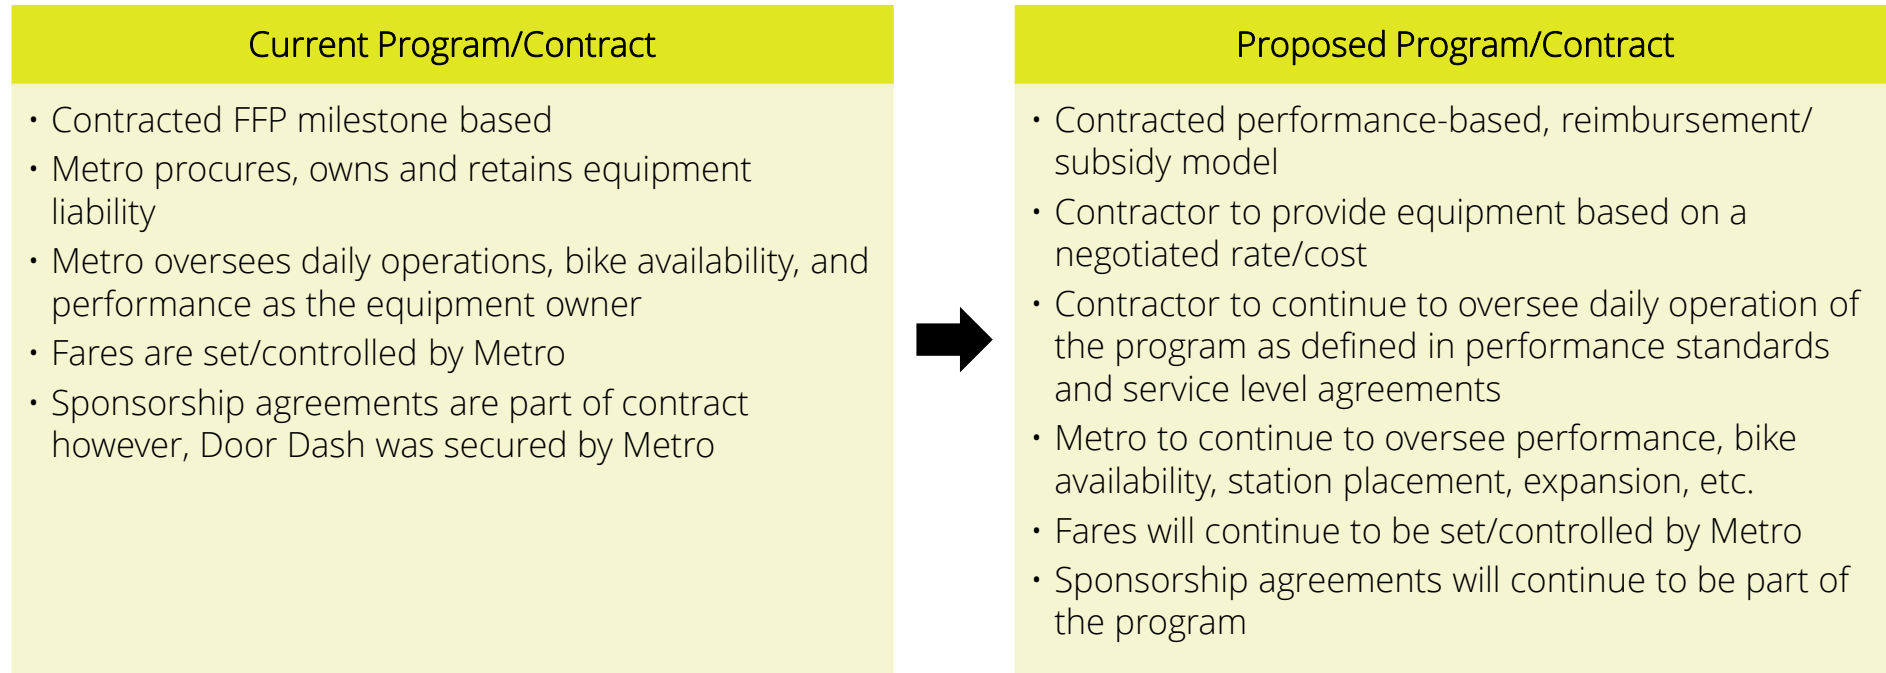 Current Program/Contract
• Contracted FFP milestone based
• Metro procures, owns and retains equipment
liability
• Metro oversees daily operations, bike availability, and
performance as the equipment owner
• Fares are set/controlled by Metro
• Sponsorship agreements are part of contract
however, Door Dash was secured by Metro
Proposed Program/Contract
• Contracted performance-based, reimbursement/
subsidy model
• Contractor to provide equipment based on a
negotiated rate/cost
• Contractor to continue to oversee daily operation of
the program as defined in performance standards
and service level agreements
• Metro to continue to oversee performance, bike
availability, station placement, expansion, etc.
• Fares will continue to be set/controlled by Metro
• Sponsorship agreements will continue to be part of
the program